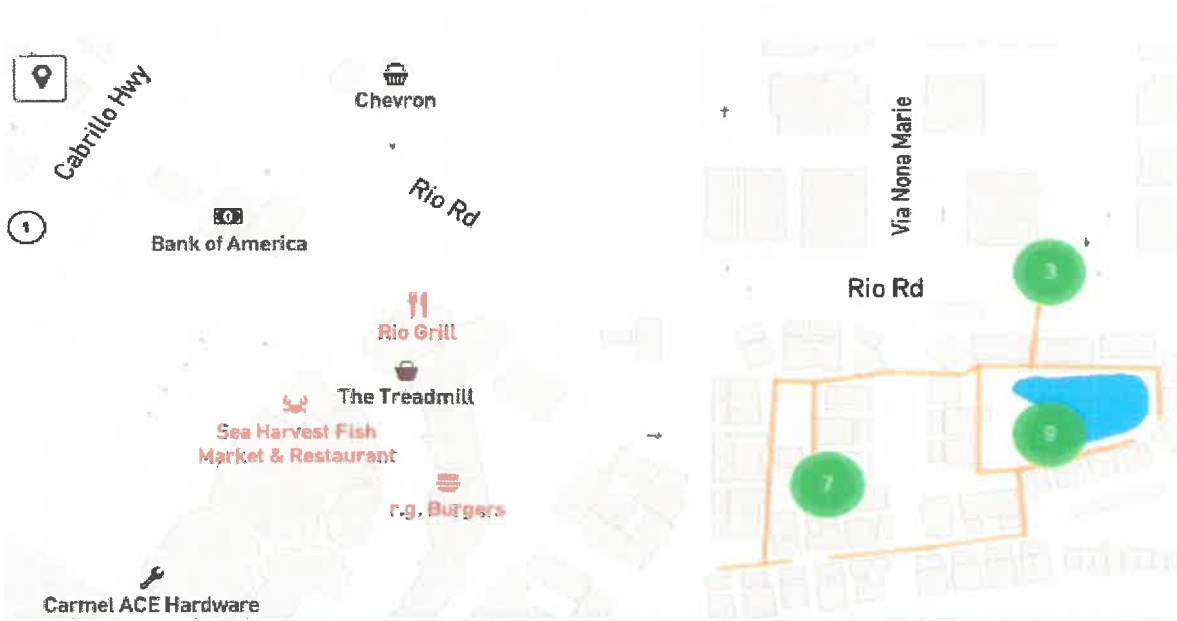 Cabrillo Hwy
Chevron
Rio Rd
1
Bank of America
Via Nona Marie
Rio Rd
3
Rio Grill
The Treadmill
Sea Harvest Fish
Market & Restaurant
9
7
r.g. Burgers
Carmel ACE Hardware